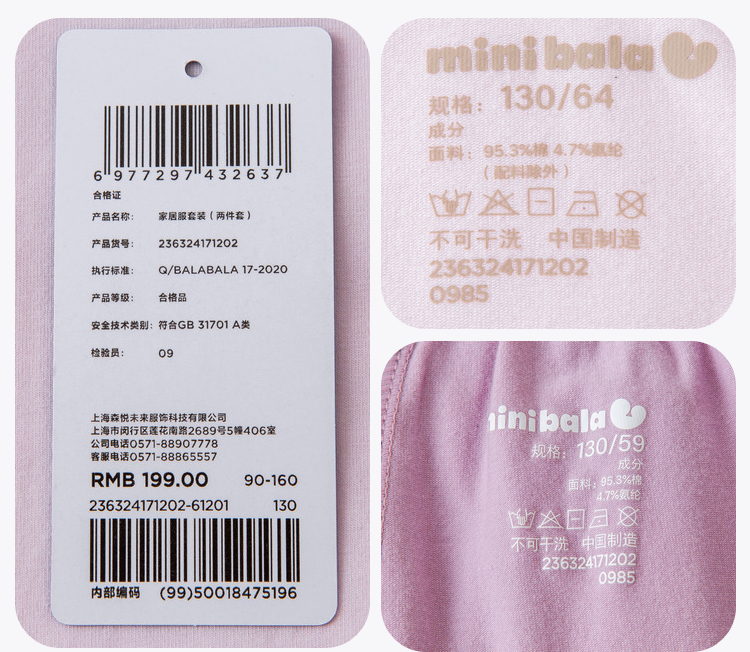 6 977297 432637
合格证
产品名称: 家居服套装（两件套）
产品货号: 236324171202
执行标准: Q/BALABALA 17-2020
产品等级: 合格品
安全技术类别: 符合GB 31701 A类
检验员: 09
上海森悦未来服饰科技有限公司
上海市闵行区莲花南路2689号5幢406室
公司电话0571-88907778
客服电话0571-88865557
RMB 199.00 90-160
236324171202-61201 130
内部编码 (99)50018475196
minibala
规格: 130/64
成分
面料: 95.3%棉 4.7%氨纶
(配料除外)
不可干洗 中国制造
236324171202
0985
minibala
规格: 130/59
成分
面料: 95.3%棉
4.7%氨纶
不可干洗 中国制造
236324171202
0985